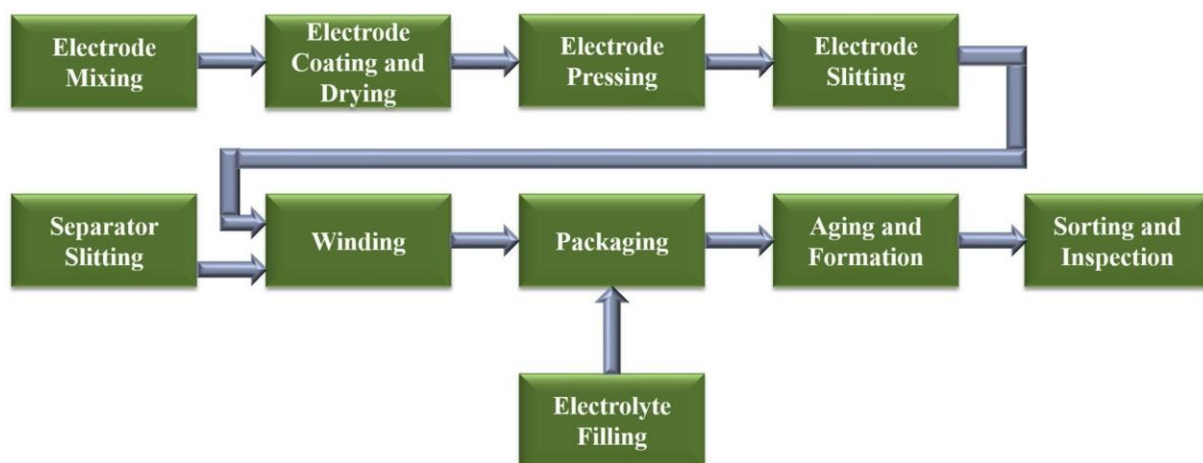 Electrode
Mixing
Electrode
Coating and
Drying
Electrode
Pressing
Electrode
Slitting
Separator
Slitting
Winding
Packaging
Aging and
Formation
Sorting and
Inspection
Electrolyte
Filling